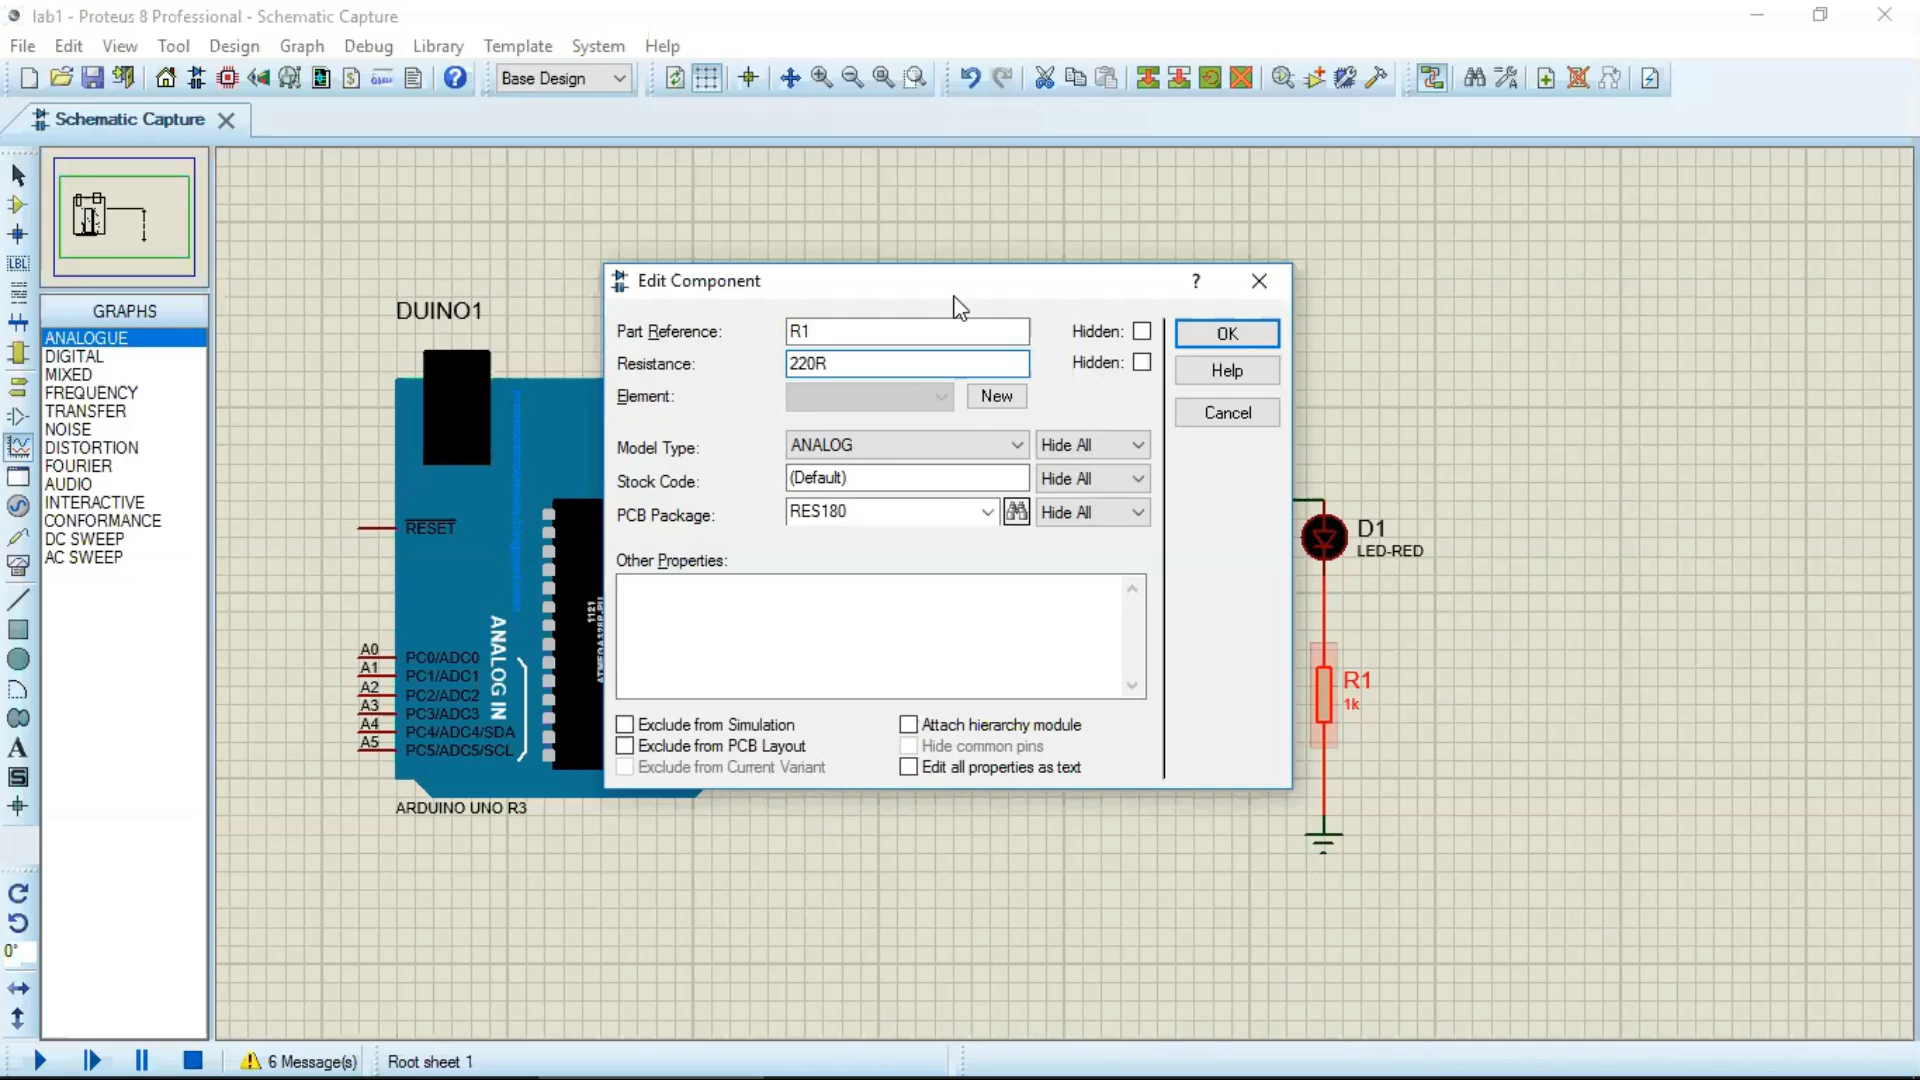 lab1 - Proteus 8 Professional - Schematic Capture
File Edit View Tool Design Graph Debug Library Template System Help
Base Design
Schematic Capture
LBL
GRAPHS
ANALOGUE
DIGITAL
MIXED
FREQUENCY
TRANSFER
NOISE
DISTORTION
FOURIER
AUDIO
INTERACTIVE
CONFORMANCE
DC SWEEP
AC SWEEP
A
S
0°
DUINO1
RESET
A0 PC0/ADC0
A1 PC1/ADC1
A2 PC2/ADC2
A3 PC3/ADC3
A4 PC4/ADC4/SDA
A5 PC5/ADC5/SCL
ANALOG IN
1121
ARDUINO UNO R3
Edit Component
?
Part Reference: R1 Hidden:
Resistance: 220R Hidden:
Element: New
Model Type: ANALOG Hide All
Stock Code: (Default) Hide All
PCB Package: RES180 Hide All
Other Properties:
Exclude from Simulation
Exclude from PCB Layout
Exclude from Current Variant
Attach hierarchy module
Hide common pins
Edit all properties as text
OK
Help
Cancel
D1
LED-RED
R1
1k
6 Message(s)
Root sheet 1